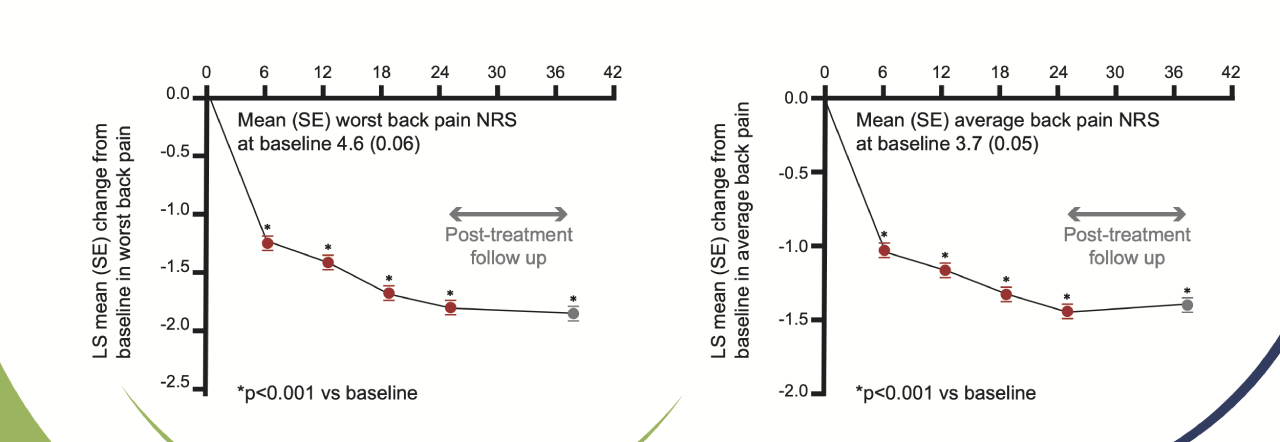 0 6 12 18 24 30 36 42
0.0
-0.5
-1.0
-1.5
-2.0
-2.5
LS mean (SE) change from
baseline in worst back pain
Mean (SE) worst back pain NRS
at baseline 4.6 (0.06)
* * * * *
Post-treatment
follow up
*p<0.001 vs baseline
0 6 12 18 24 30 36 42
0.0
-0.5
-1.0
-1.5
-2.0
LS mean (SE) change from
baseline in average back pain
Mean (SE) average back pain NRS
at baseline 3.7 (0.05)
* * * * *
Post-treatment
follow up
*p<0.001 vs baseline